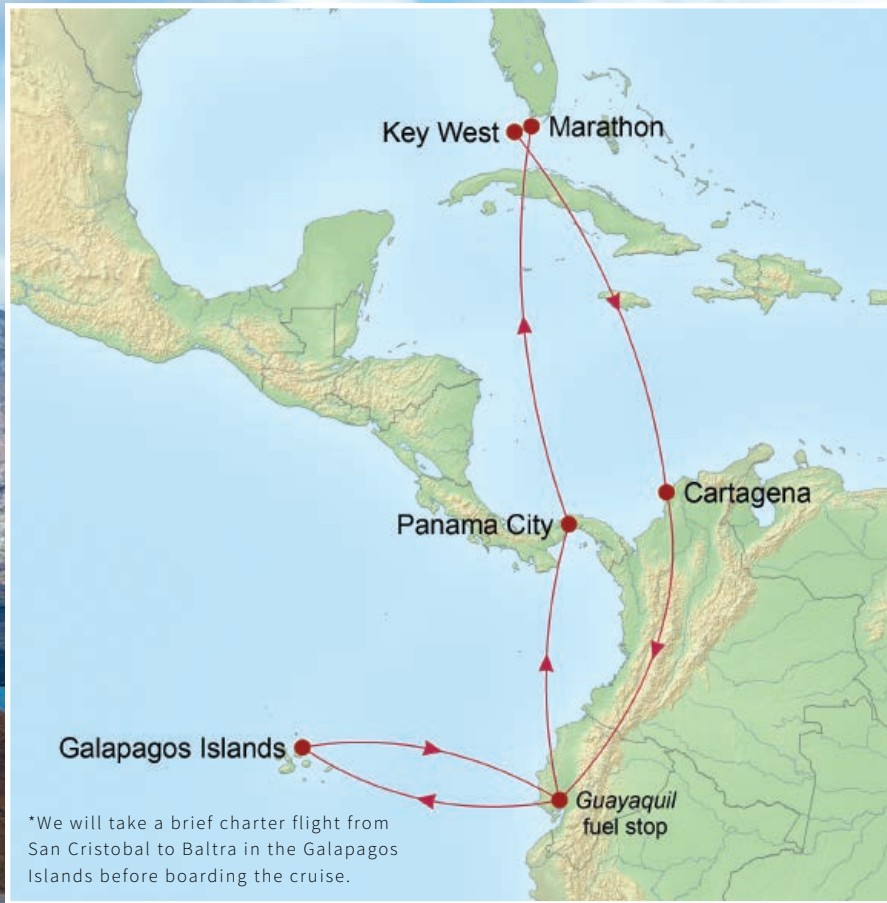 Key West
Marathon
Cartagena
Panama City
Galapagos Islands
Guayaquil
fuel stop
*We will take a brief charter flight from
San Cristobal to Baltra in the Galapagos
Islands before boarding the cruise.